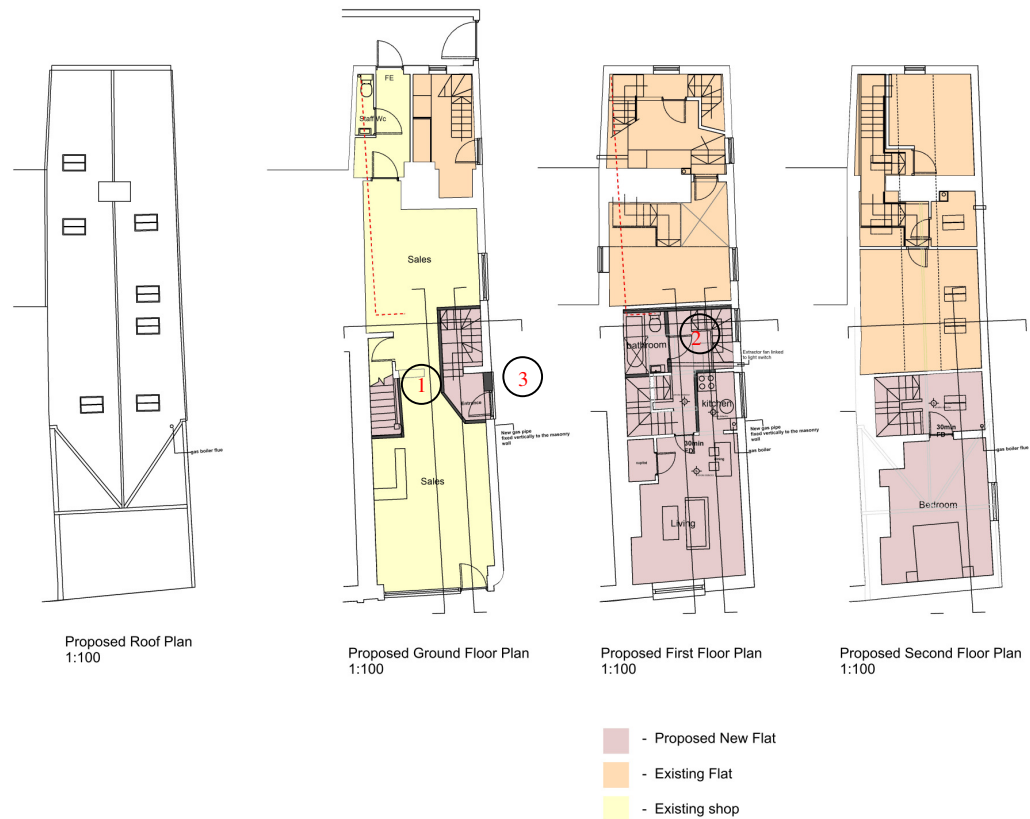 FE
Staff Wc
Sales
1
3
Entrance
New gas pipe
fixed vertically to the masonry
wall
Sales
gas boiler flue
bathroom
2
Extractor fan linked
to light switch
kitchen
New gas pipe
fixed vertically to the masonry
wall
gas boiler
30min
FD
Living
30min
FD
gas boiler flue
Bedroom
Proposed Roof Plan
1:100
Proposed Ground Floor Plan
1:100
Proposed First Floor Plan
1:100
Proposed Second Floor Plan
1:100
- Proposed New Flat
- Existing Flat
- Existing shop